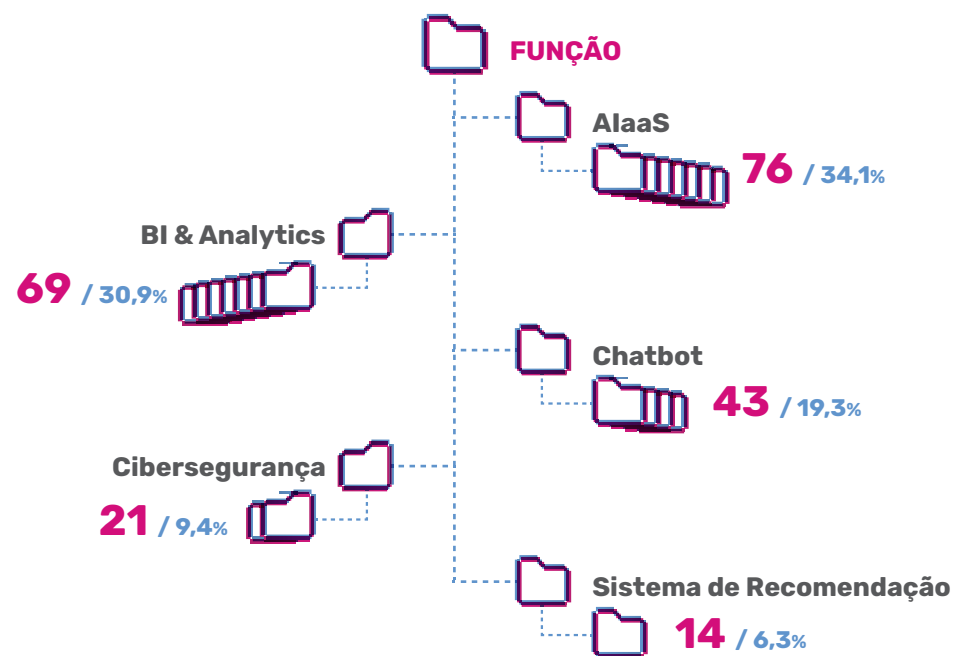 FUNÇÃO
AIaaS
76 / 34,1%
BI & Analytics
69 / 30,9%
Chatbot
43 / 19,3%
Cibersegurança
21 / 9,4%
Sistema de Recomendação
14 / 6,3%